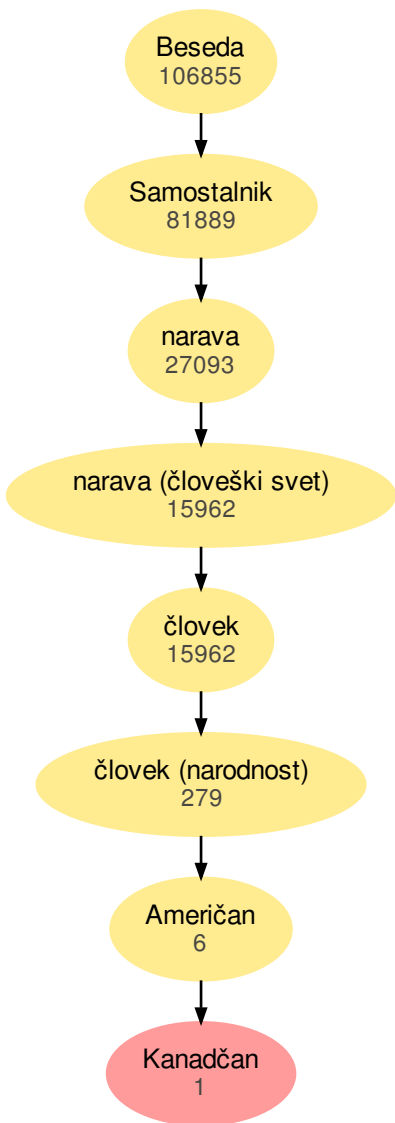 Beseda
106855
Samostalnik
81889
narava
27093
narava (človeški svet)
15962
človek
15962
človek (narodnost)
279
Američan
6
Kanadčan
1